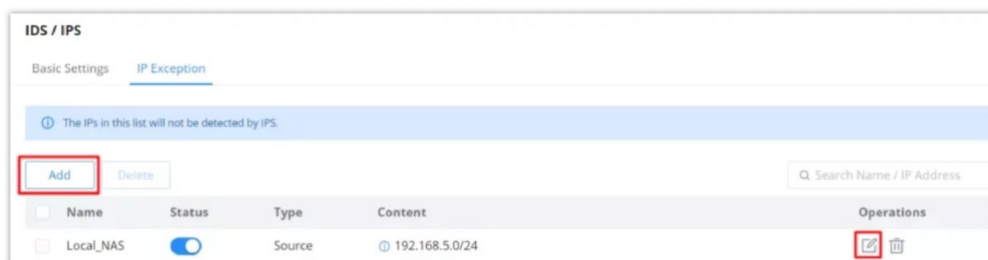 IDS / IPS
Basic Settings IP Exception
The IPs in this list will not be detected by IPS.
Add Delete Search Name / IP Address
Name Status Type Content Operations
Local_NAS Source 192.168.5.0/24